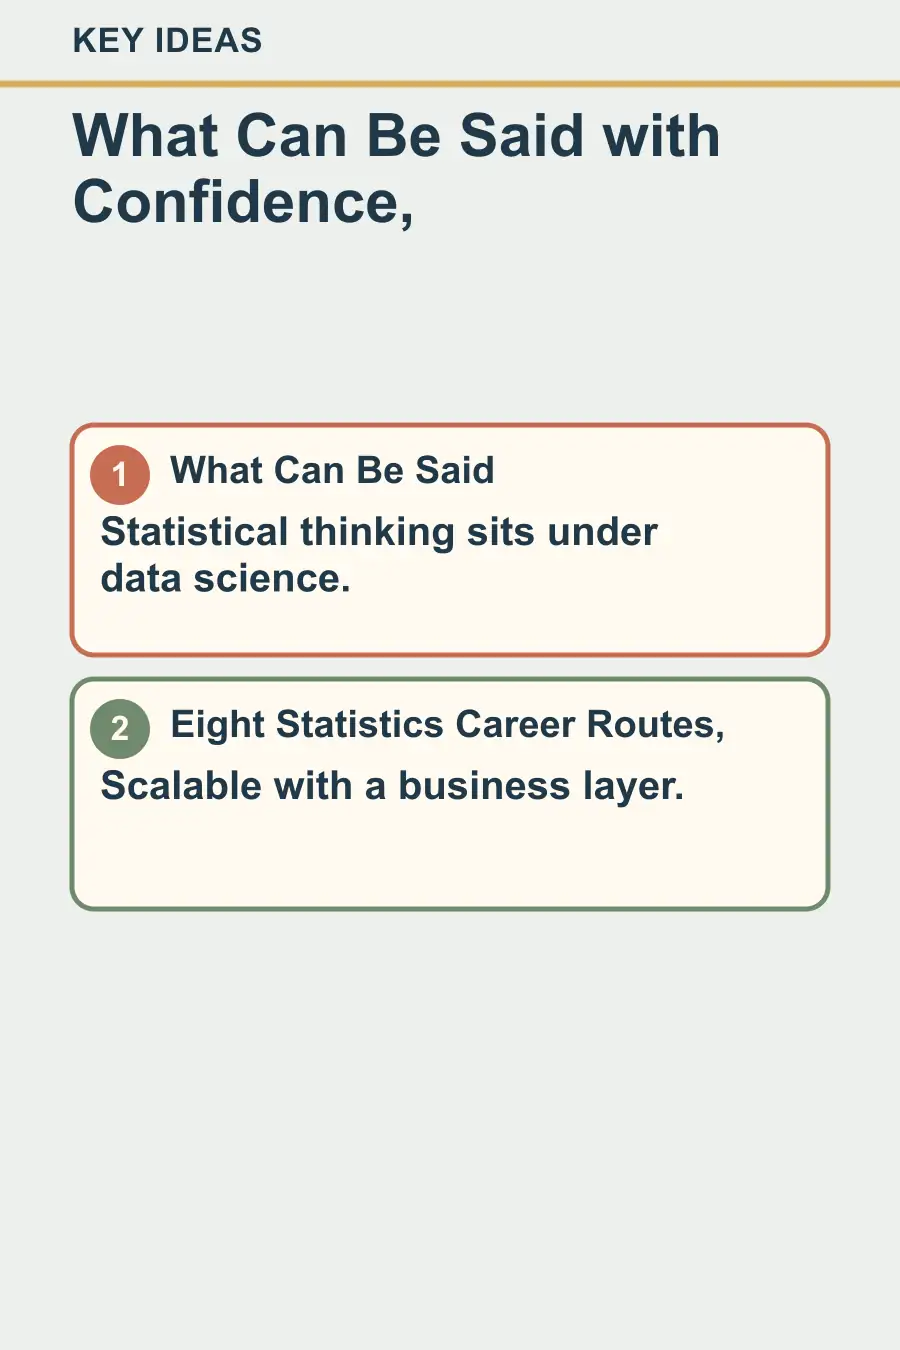 KEY IDEAS
What Can Be Said with
Confidence,
1 What Can Be Said
Statistical thinking sits under
data science.
2 Eight Statistics Career Routes,
Scalable with a business layer.